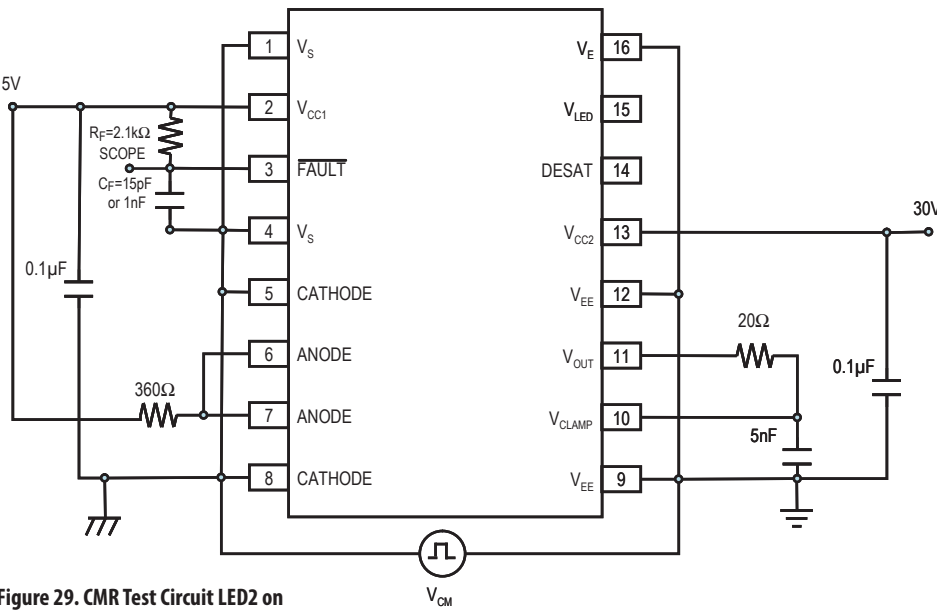 1 V_S
2 V_CC1
3 FAULT
4 V_S
5 CATHODE
6 ANODE
7 ANODE
8 CATHODE
V_E 16
V_LED 15
DESAT 14
V_CC2 13
V_EE 12
V_OUT 11
V_CLAMP 10
V_EE 9
5V
R_F=2.1kΩ
SCOPE
C_F=15pF
or 1nF
0.1µF
360Ω
30V
20Ω
0.1µF
5nF
V_CM
Figure 29. CMR Test Circuit LED2 on